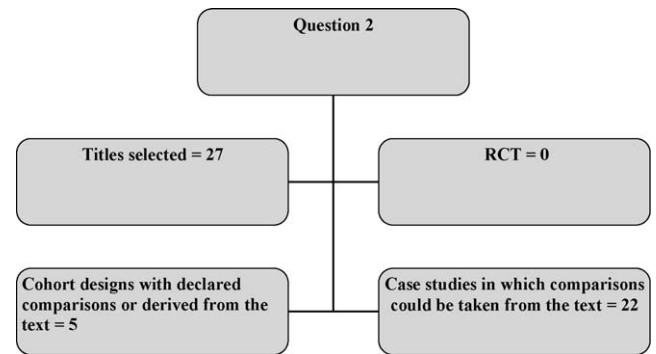 Question 2
Titles selected = 27
RCT = 0
Cohort designs with declared
comparisons or derived from the
text = 5
Case studies in which comparisons
could be taken from the text = 22